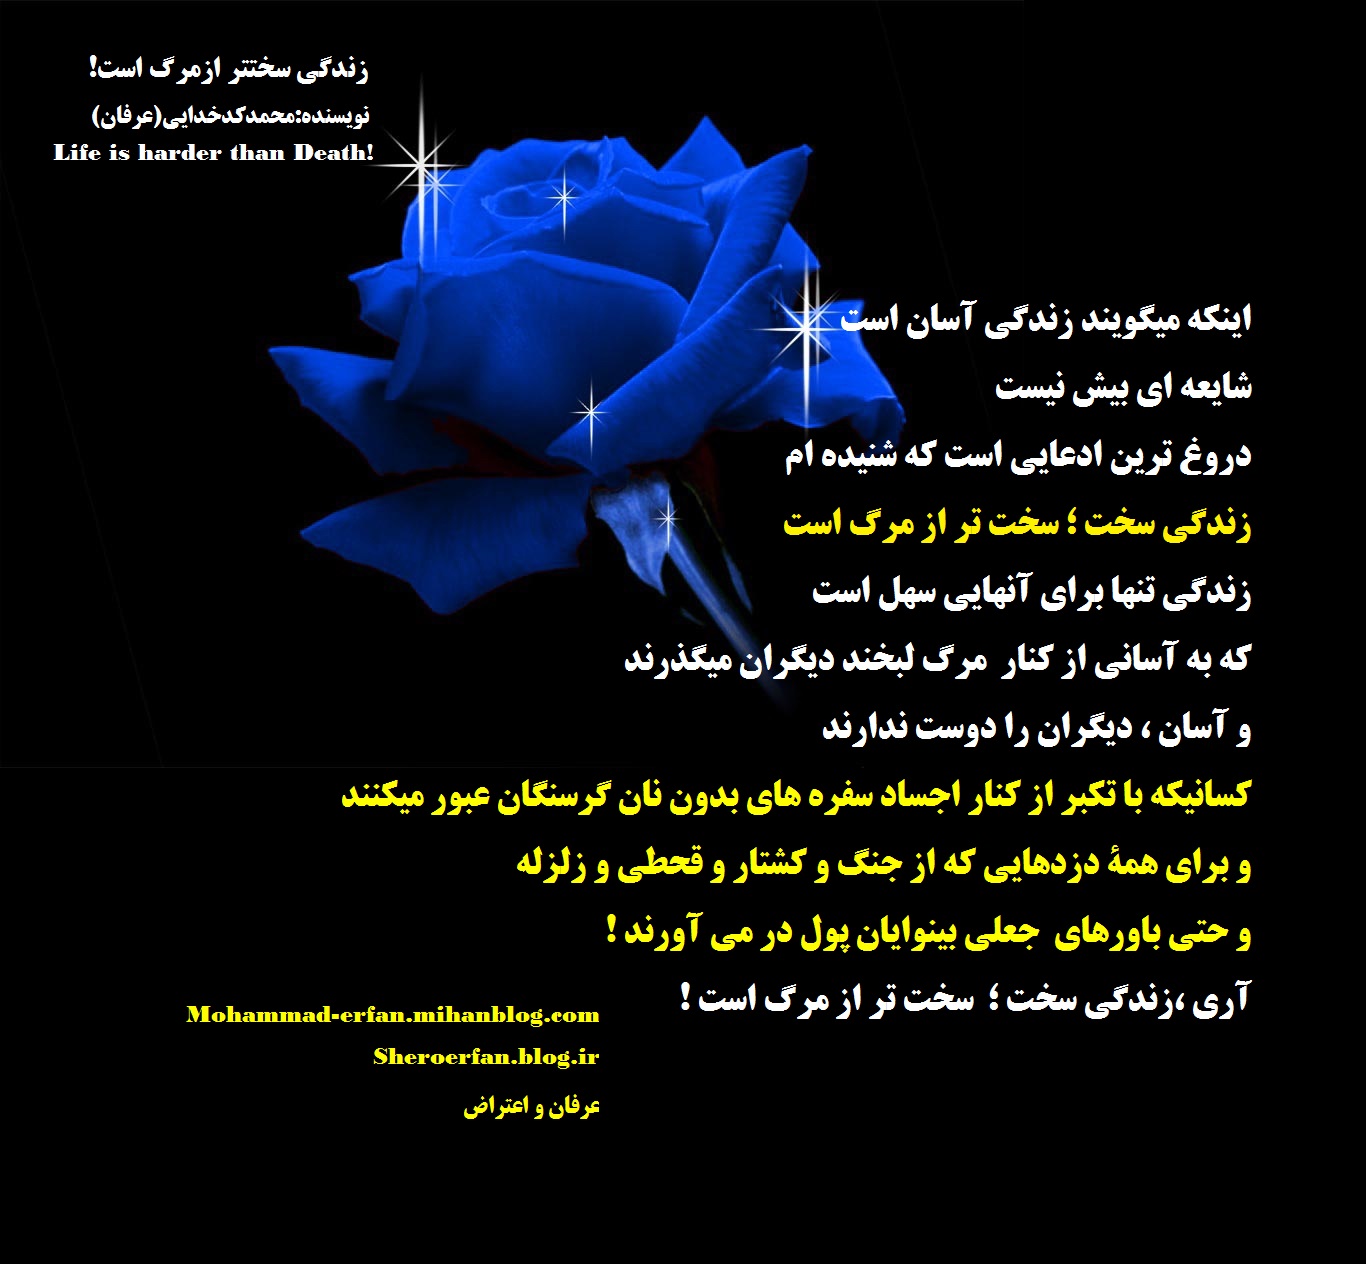 زندگی سختتر ازمرگ است!
نویسنده:محمدکدخدایی(عرفان)
Life is harder than Death!
اینکه میگویند زندگی آسان است
شایعه ای بیش نیست
دروغ ترین ادعایی است که شنیده ام
زندگی سخت ؛ سخت تر از مرگ است
زندگی تنها برای آنهایی سهل است
که به آسانی از کنار مرگ لبخند دیگران میگذرند
و آسان ، دیگران را دوست ندارند
کسانیکه با تکبر از کنار اجساد سفره های بدون نان گرسنگان عبور میکنند
و برای همۀ دزدهایی که از جنگ و کشتار و قحطی و زلزله
و حتی باورهای جعلی بینوایان پول در می آورند !
آری ،زندگی سخت ؛ سخت تر از مرگ است !
Mohammad-erfan.mihanblog.com
Sheroerfan.blog.ir
عرفان و اعتراض